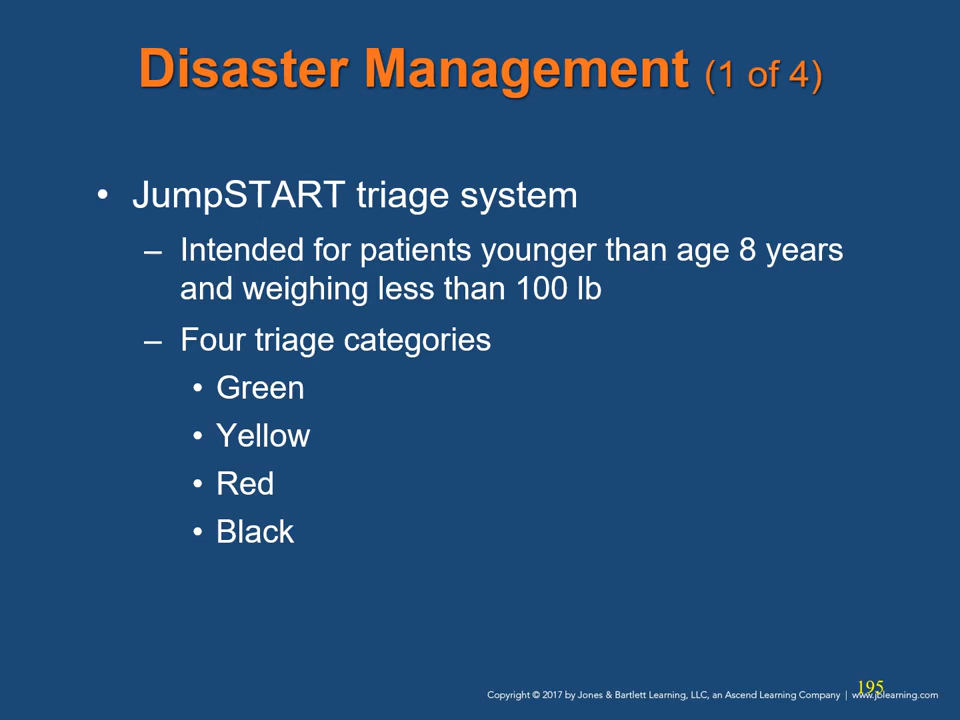 Disaster Management (1 of 4)
• JumpSTART triage system
– Intended for patients younger than age 8 years
and weighing less than 100 lb
– Four triage categories
• Green
• Yellow
• Red
• Black
195
Copyright © 2017 by Jones & Bartlett Learning, LLC, an Ascend Learning Company | www.jblearning.com